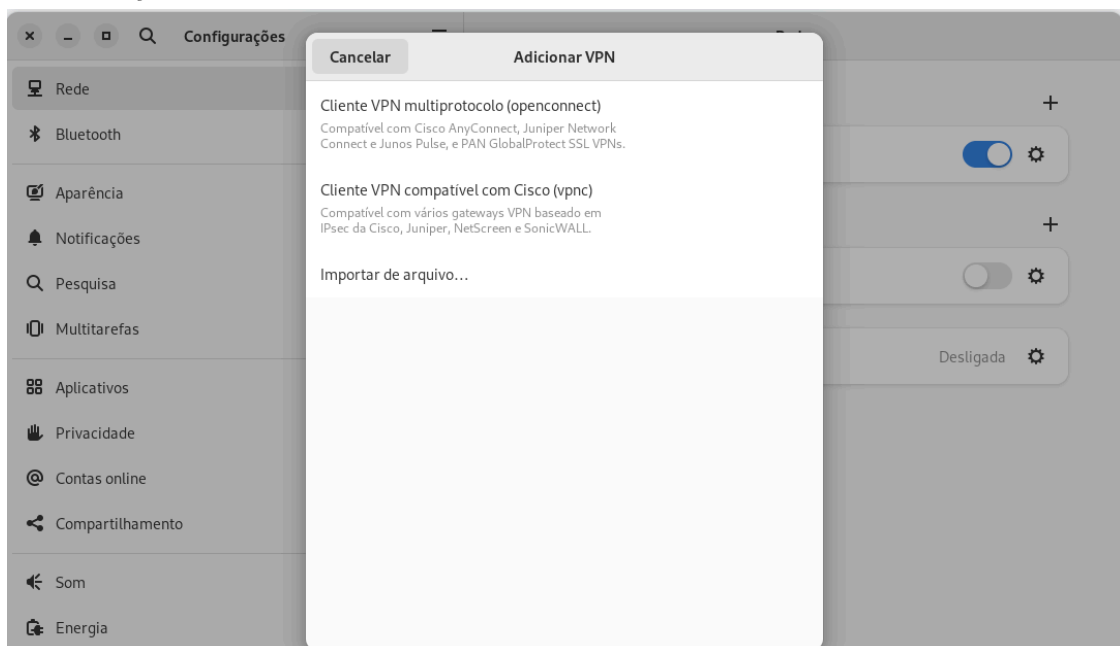 Configurações
Cancelar
Adicionar VPN
Rede
Bluetooth
Aparência
Notificações
Pesquisa
Multitarefas
Aplicativos
Privacidade
Contas online
Compartilhamento
Som
Energia
Cliente VPN multiprotocolo (openconnect)
Compatível com Cisco AnyConnect, Juniper Network
Connect e Junos Pulse, e PAN GlobalProtect SSL VPNs.
Cliente VPN compatível com Cisco (vpnc)
Compatível com vários gateways VPN baseado em
IPsec da Cisco, Juniper, NetScreen e SonicWALL.
Importar de arquivo...
Desligada